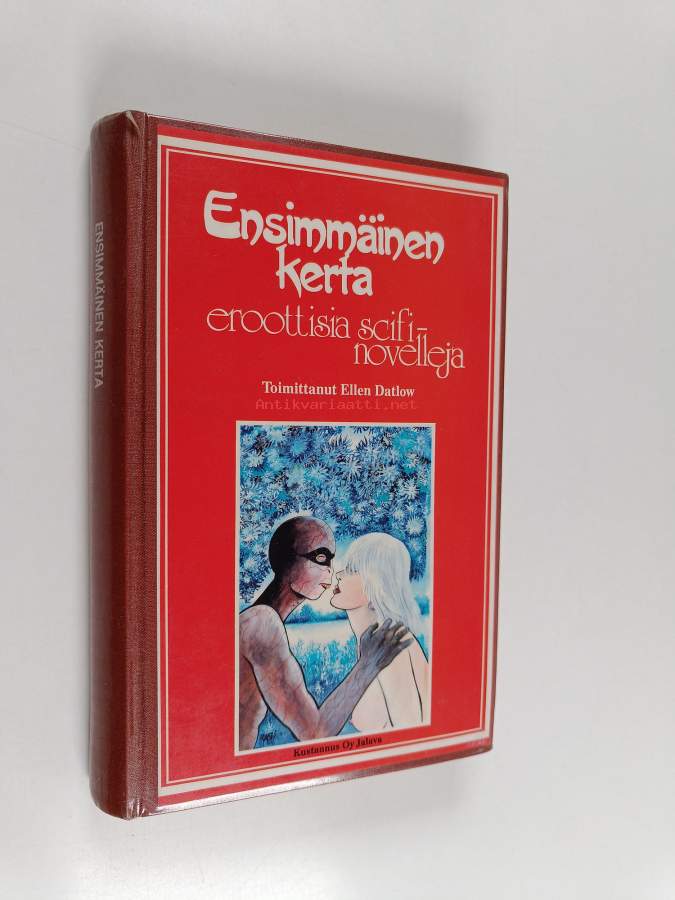 ENSIMMÄINEN KERTA
Ensimmäinen
kerta
eroottisia scifi-
novelleja
Toimittanut Ellen Datlow
Antikvariaatti.net
Kustannus Oy Jalava